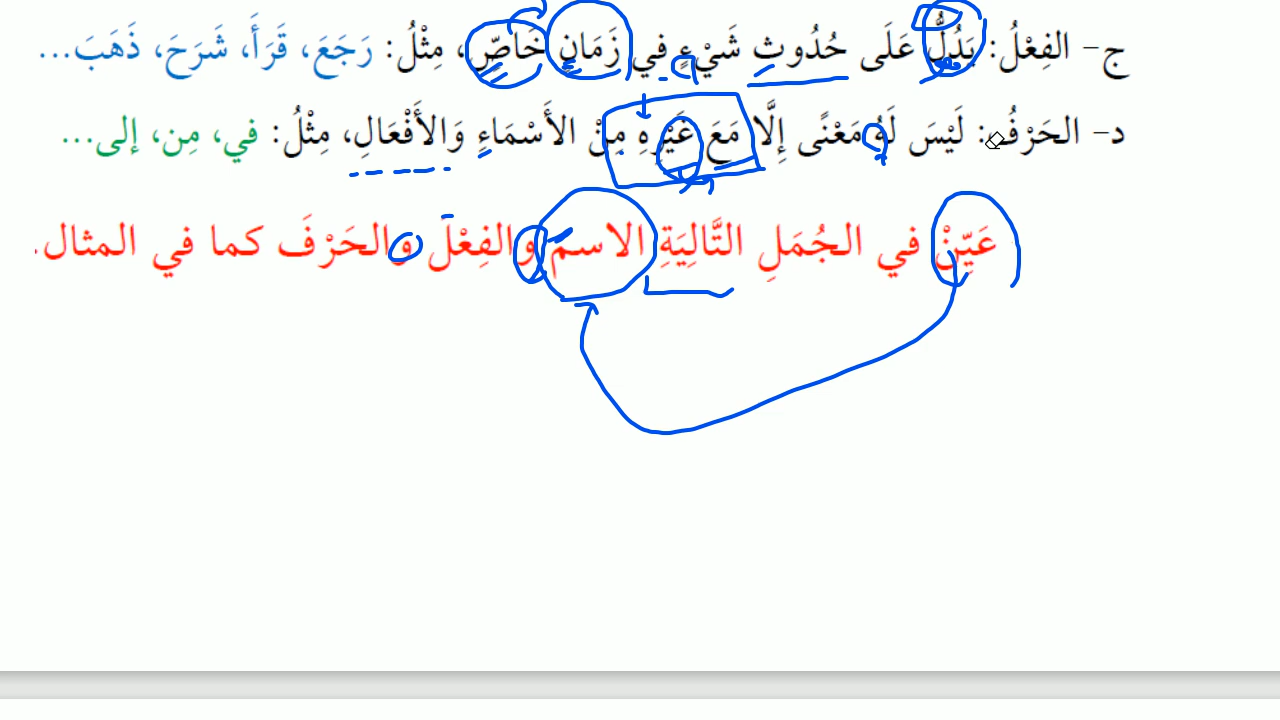 ج- الفِعْلُ: يَدُلُّ عَلَى حُدُوثِ شَيْءٍ في زَمَانٍ خَاصٍّ، مِثْلُ: رَجَعَ، قَرَأَ، شَرَحَ، ذَهَبَ...
د- الحَرْفُ: لَيْسَ لَهُ مَعْنًى إِلَّا مَعَ غَيْرِهِ مِنْ الأَسْمَاءِ وَالأَفْعَالِ، مِثْلُ: في، مِن، إلى...
عَيِّنْ في الجُمَلِ التَّالِيَةِ الاسمَ والفِعْلَ والحَرْفَ كما في المثال.